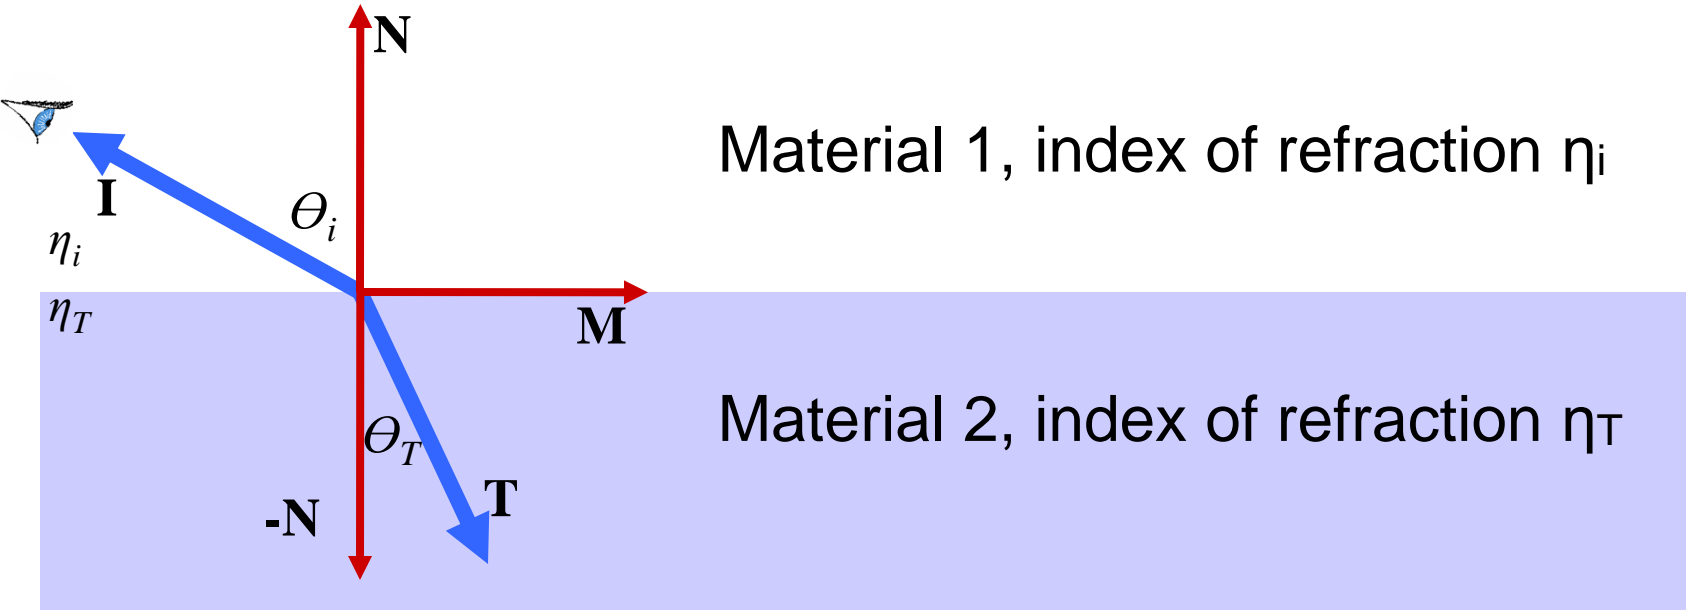 N
Material 1, index of refraction ηi
I
Θi
ηi
ηT
M
Material 2, index of refraction ηT
ΘT
T
-N